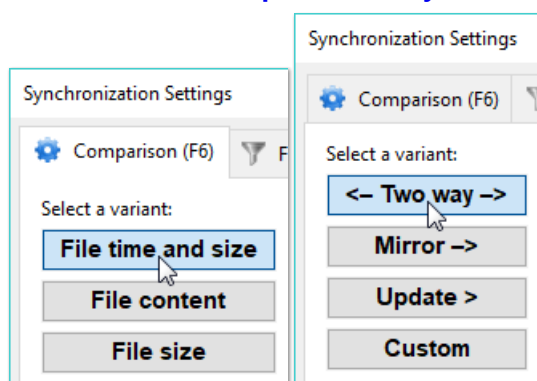 Synchronization Settings
Comparison (F6)
Select a variant:
File time and size
File content
File size
Synchronization Settings
Comparison (F6)
Select a variant:
<– Two way –>
Mirror –>
Update >
Custom